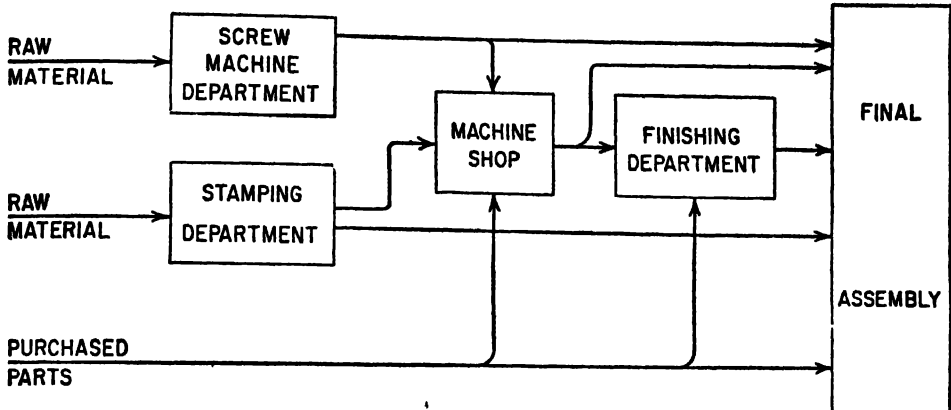 RAW
MATERIAL
SCREW
MACHINE
DEPARTMENT
RAW
MATERIAL
STAMPING
DEPARTMENT
PURCHASED
PARTS
MACHINE
SHOP
FINISHING
DEPARTMENT
FINAL
ASSEMBLY